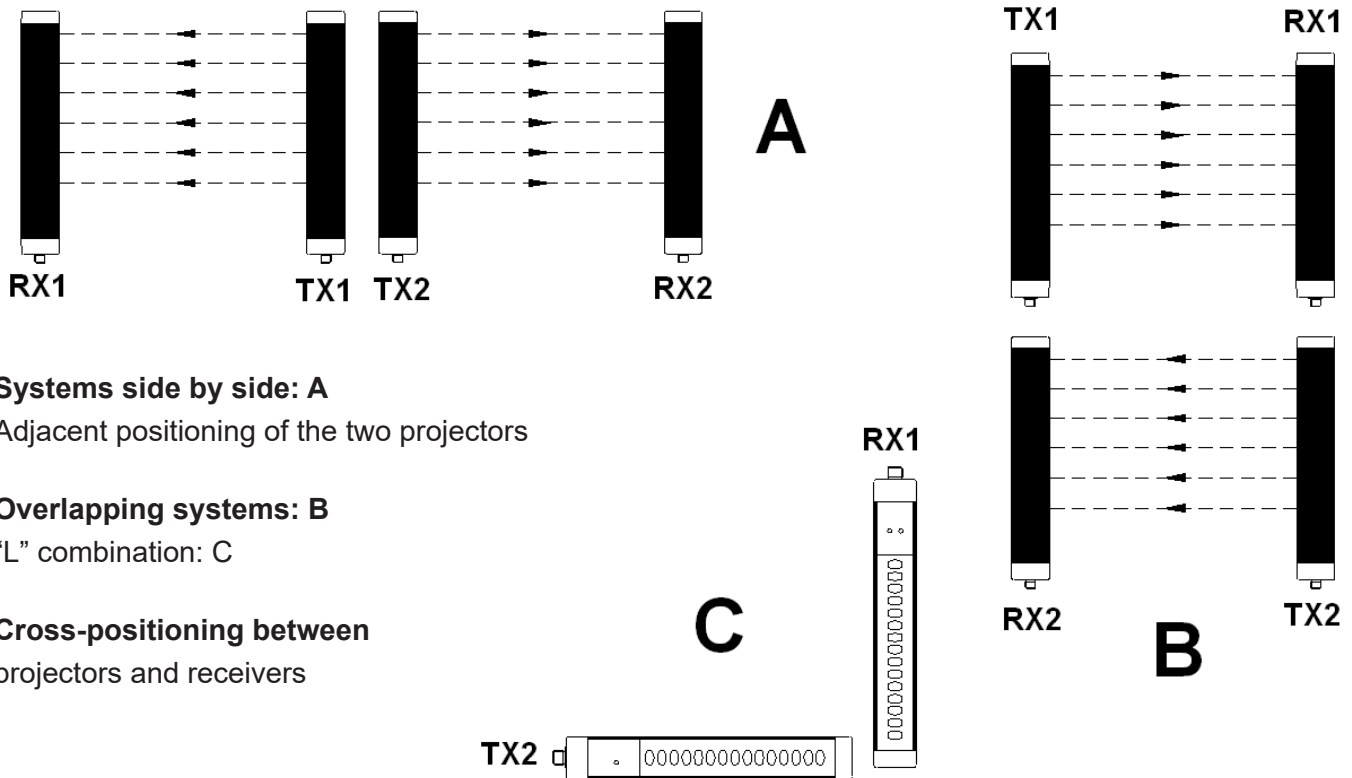 TX1 RX1
A
RX1 TX1 TX2 RX2
Systems side by side: A
Adjacent positioning of the two projectors
Overlapping systems: B
“L” combination: C
Cross-positioning between
projectors and receivers
RX1
RX2 TX2
B
C
TX2